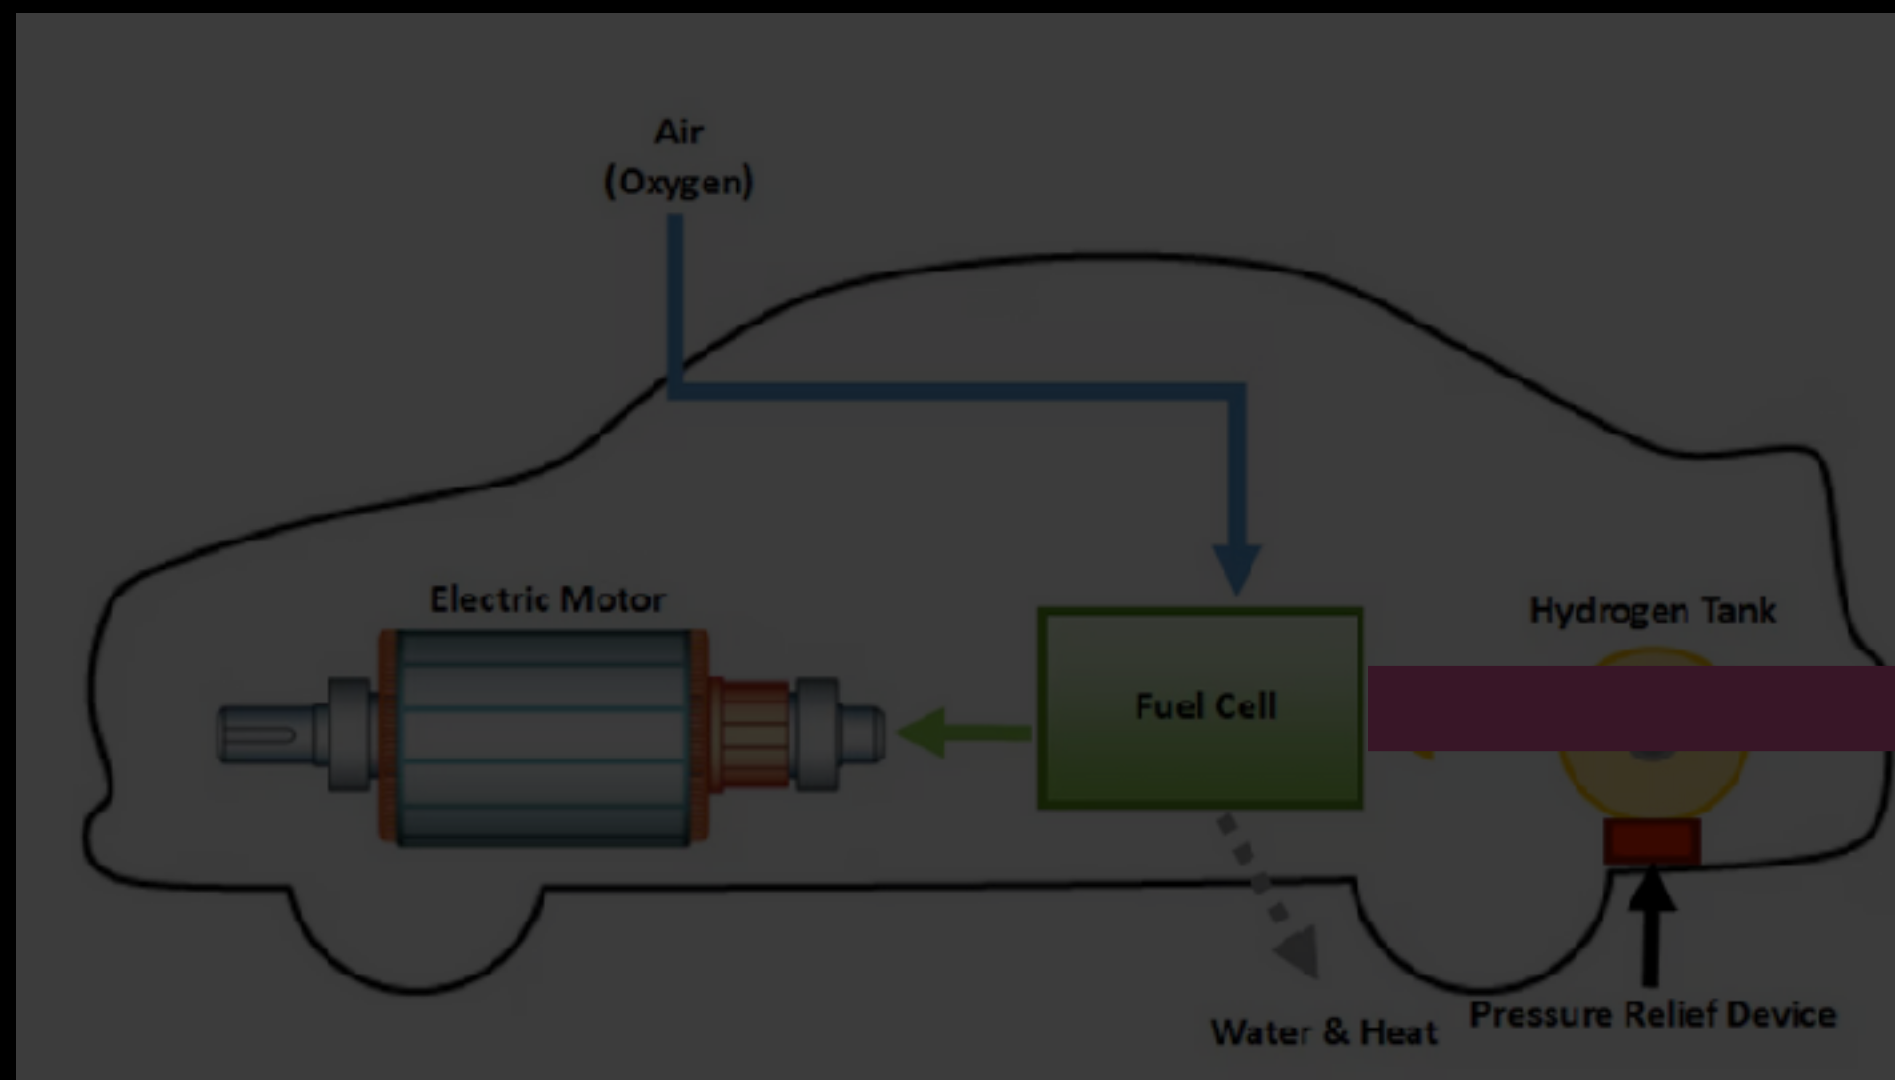 Air
(Oxygen)
Electric Motor
Hydrogen Tank
Fuel Cell
Water & Heat
Pressure Relief Device